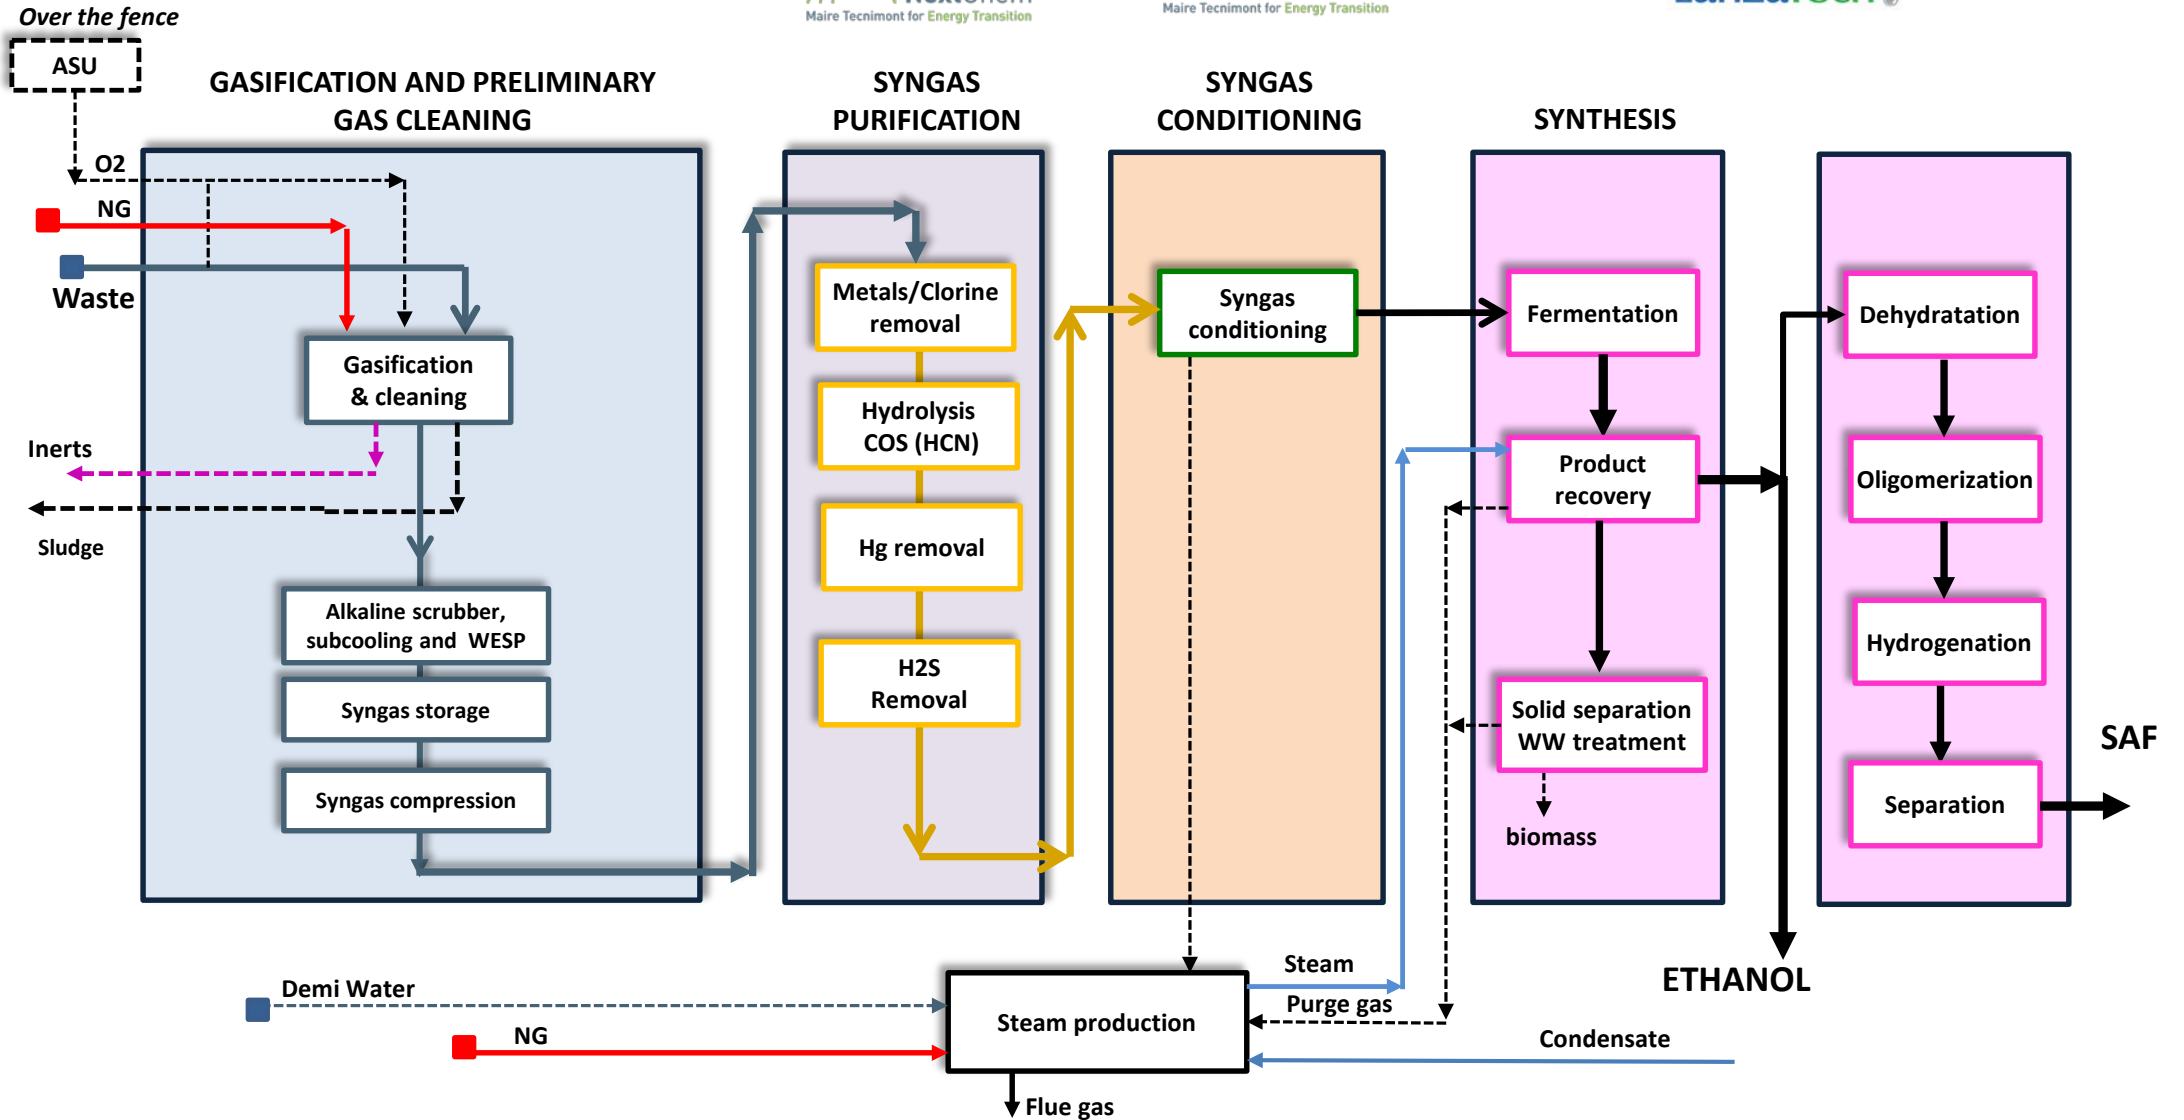 Over the fence
ASU
NextChem
Maire Tecnimont for Energy Transition
Maire Tecnimont for Energy Transition
LanzaTech
GASIFICATION AND PRELIMINARY
GAS CLEANING
SYNGAS
PURIFICATION
SYNGAS
CONDITIONING
SYNTHESIS
O2
NG
Waste
Gasification
& cleaning
Inerts
Sludge
Alkaline scrubber,
subcooling and WESP
Syngas storage
Syngas compression
Metals/Clorine
removal
Hydrolysis
COS (HCN)
Hg removal
H2S
Removal
Syngas
conditioning
Fermentation
Product
recovery
Solid separation
WW treatment
biomass
Dehydratation
Oligomerization
Hydrogenation
Separation
SAF
ETHANOL
Demi Water
NG
Steam production
Steam
Purge gas
Condensate
Flue gas